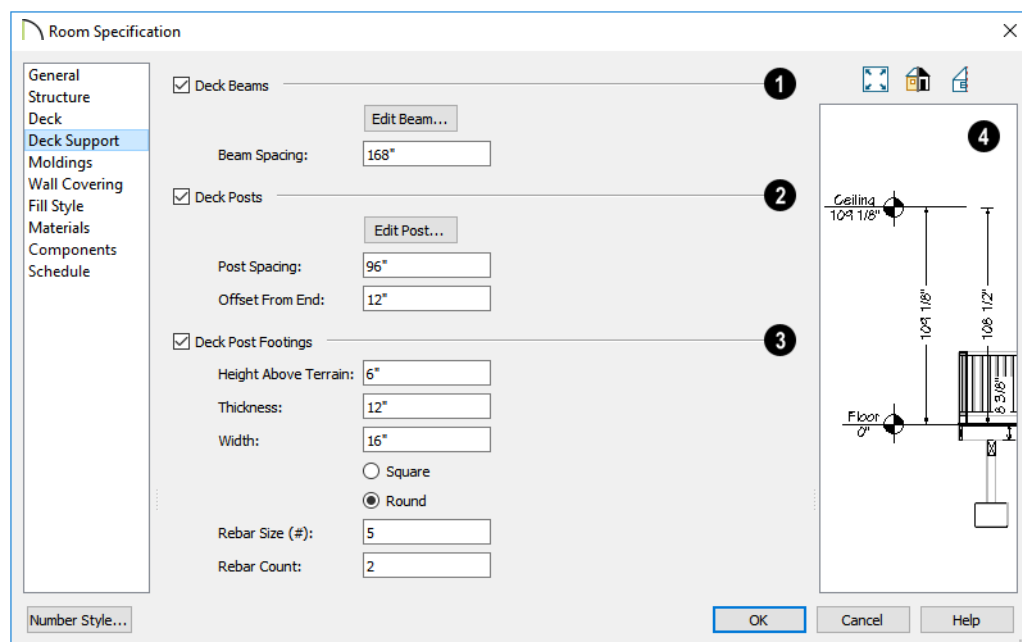 Room Specification
General
Structure
Deck
Deck Support
Moldings
Wall Covering
Fill Style
Materials
Components
Schedule
Deck Beams
1
Edit Beam...
Beam Spacing: 168"
Deck Posts
2
Edit Post...
Post Spacing: 96"
Offset From End: 12"
Deck Post Footings
3
Height Above Terrain: 6"
Thickness: 12"
Width: 16"
Square
Round
Rebar Size (#): 5
Rebar Count: 2
4
Ceiling
109 1/8"
109 1/8"
108 1/2"
8 3/8"
Floor
0"
Number Style...
OK
Cancel
Help